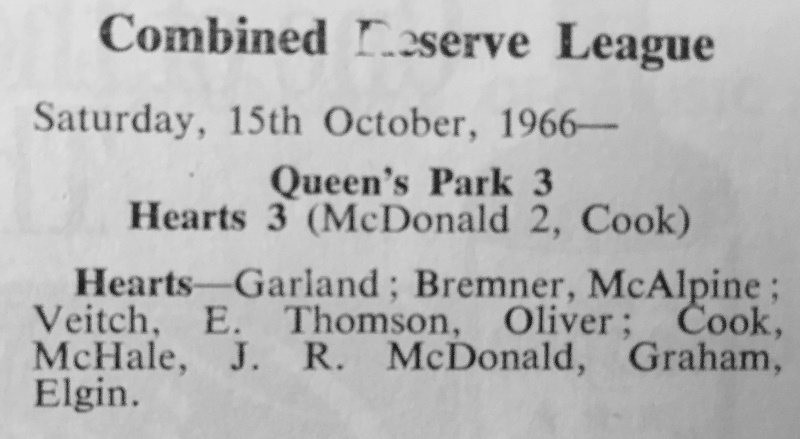 Combined Reserve League
Saturday, 15th October, 1966—
Queen's Park 3
Hearts 3 (McDonald 2, Cook)
Hearts—Garland; Bremner, McAlpine;
Veitch, E. Thomson, Oliver; Cook,
McHale, J. R. McDonald, Graham,
Elgin.